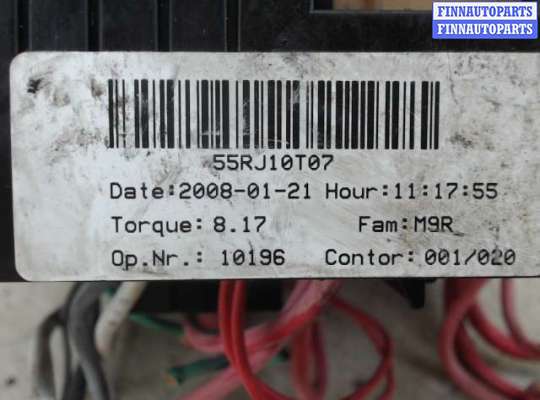 FINNAUTOPARTS
FINNAUTOPARTS
55RJ10T07
Date:2008-01-21 Hour:11:17:55
Torque: 8.17 Fam:M9R
Op.Nr.: 10196 Contor: 001/020